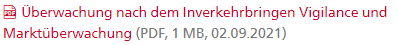 Überwachung nach dem Inverkehrbringen Vigilance und
Marktüberwachung (PDF, 1 MB, 02.09.2021)